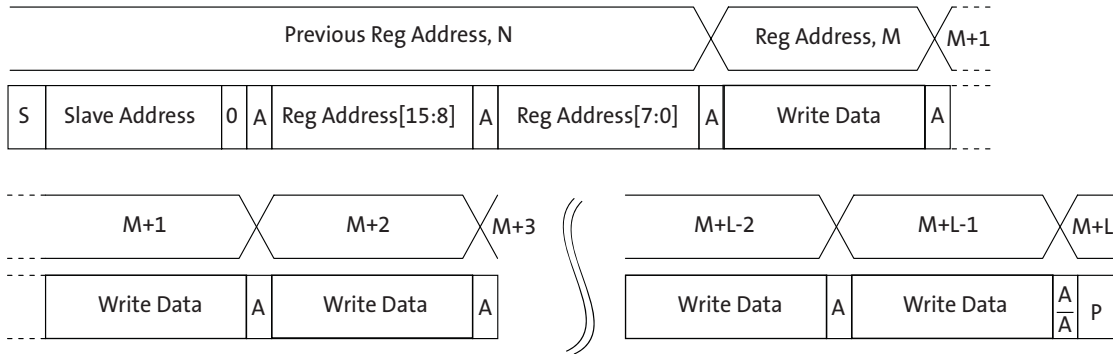 Previous Reg Address, N Reg Address, M M+1
S Slave Address 0 A Reg Address[15:8] A Reg Address[7:0] A Write Data A
M+1 M+2 M+3 M+L-2 M+L-1 M+L
Write Data A Write Data A Write Data A Write Data A
A P